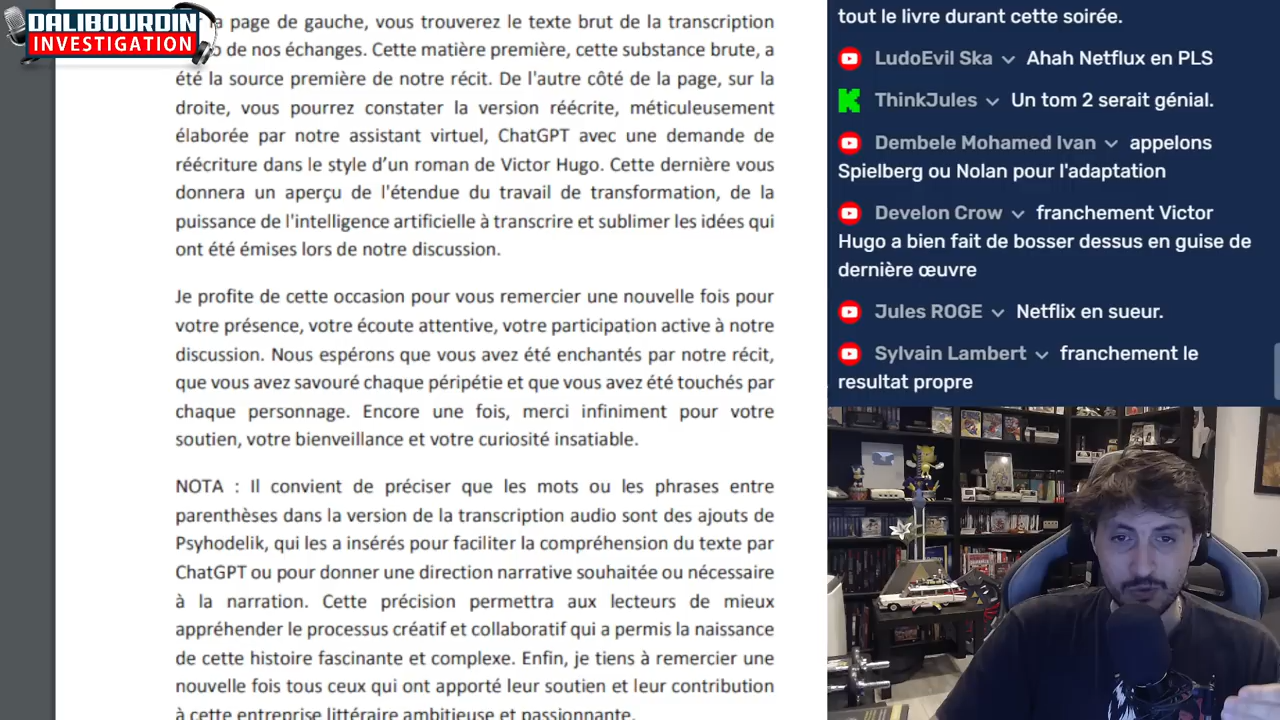 DALIBOURDIN
INVESTIGATION
la page de gauche, vous trouverez le texte brut de la transcription
de nos échanges. Cette matière première, cette substance brute, a
été la source première de notre récit. De l'autre côté de la page, sur la
droite, vous pourrez constater la version réécrite, méticuleusement
élaborée par notre assistant virtuel, ChatGPT avec une demande de
réécriture dans le style d’un roman de Victor Hugo. Cette dernière vous
donnera un aperçu de l'étendue du travail de transformation, de la
puissance de l'intelligence artificielle à transcrire et sublimer les idées qui
ont été émises lors de notre discussion.
Je profite de cette occasion pour vous remercier une nouvelle fois pour
votre présence, votre écoute attentive, votre participation active à notre
discussion. Nous espérons que vous avez été enchantés par notre récit,
que vous avez savouré chaque péripétie et que vous avez été touchés par
chaque personnage. Encore une fois, merci infiniment pour votre
soutien, votre bienveillance et votre curiosité insatiable.
NOTA : Il convient de préciser que les mots ou les phrases entre
parenthèses dans la version de la transcription audio sont des ajouts de
Psyhodelik, qui les a insérés pour faciliter la compréhension du texte par
ChatGPT ou pour donner une direction narrative souhaitée ou nécessaire
à la narration. Cette précision permettra aux lecteurs de mieux
appréhender le processus créatif et collaboratif qui a permis la naissance
de cette histoire fascinante et complexe. Enfin, je tiens à remercier une
nouvelle fois tous ceux qui ont apporté leur soutien et leur contribution
à cette entreprise littéraire ambitieuse et passionnante.
tout le livre durant cette soirée.
LudoEvil Ska Ahah Netflux en PLS
ThinkJules Un tom 2 serait génial.
Dembele Mohamed Ivan appelons
Spielberg ou Nolan pour l'adaptation
Develon Crow franchement Victor
Hugo a bien fait de bosser dessus en guise de
dernière œuvre
Jules ROGE Netflix en sueur.
Sylvain Lambert franchement le
resultat propre